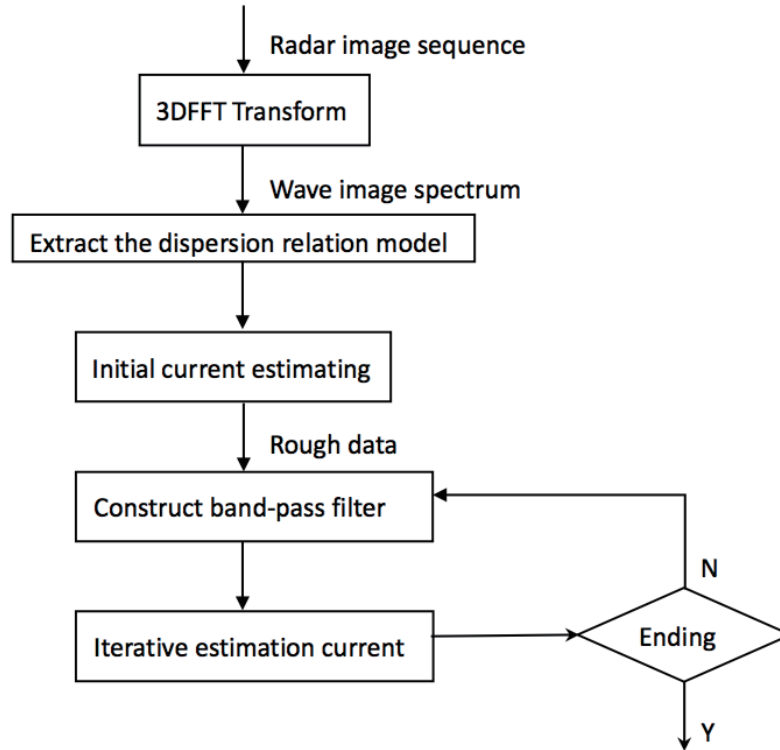 Radar image sequence
3DFFT Transform
Wave image spectrum
Extract the dispersion relation model
Initial current estimating
Rough data
Construct band-pass filter
N
Iterative estimation current
Ending
Y